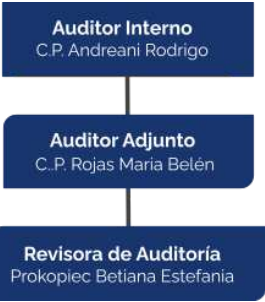 Auditor Interno
C.P. Andreani Rodrigo
Auditor Adjunto
C..P. Rojas Maria Belén
Revisora de Auditoría
Prokopiec Betiana Estefania